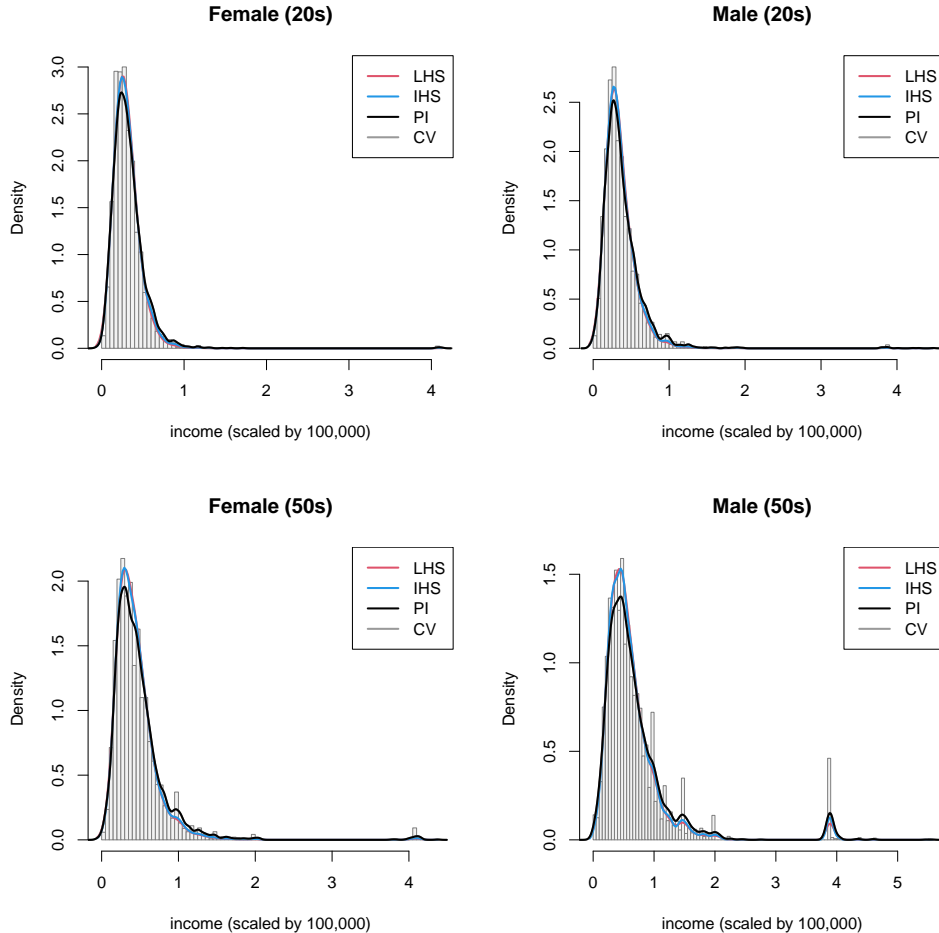 Female (20s)
Density
0.0 0.5 1.0 1.5 2.0 2.5 3.0
0 1 2 3 4
income (scaled by 100,000)
LHS
IHS
PI
CV
Male (20s)
Density
0.0 0.5 1.0 1.5 2.0 2.5
0 1 2 3 4
income (scaled by 100,000)
LHS
IHS
PI
CV
Female (50s)
Density
0.0 0.5 1.0 1.5 2.0
0 1 2 3 4
income (scaled by 100,000)
LHS
IHS
PI
CV
Male (50s)
Density
0.0 0.5 1.0 1.5
0 1 2 3 4 5
income (scaled by 100,000)
LHS
IHS
PI
CV